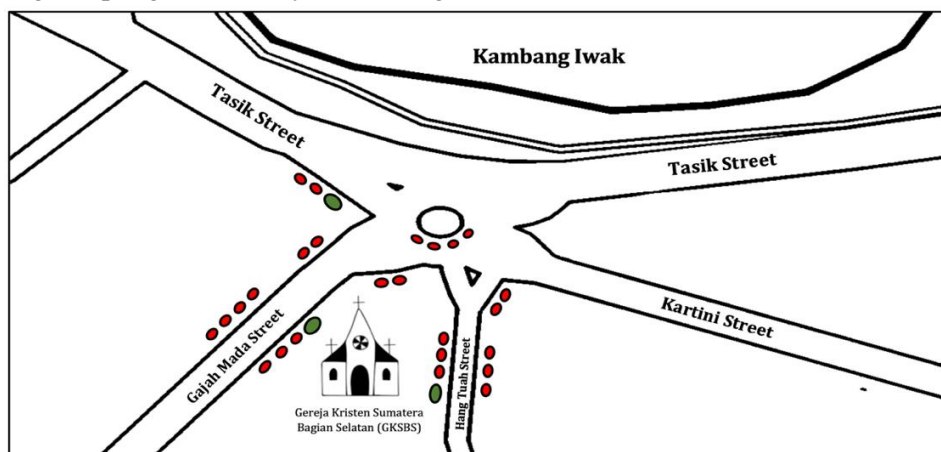 Kambang Iwak
Tasik Street
Tasik Street
Kartini Street
Gajah Mada Street
Hang Tuah Street
Gereja Kristen Sumatera
Bagian Selatan (GKSBS)